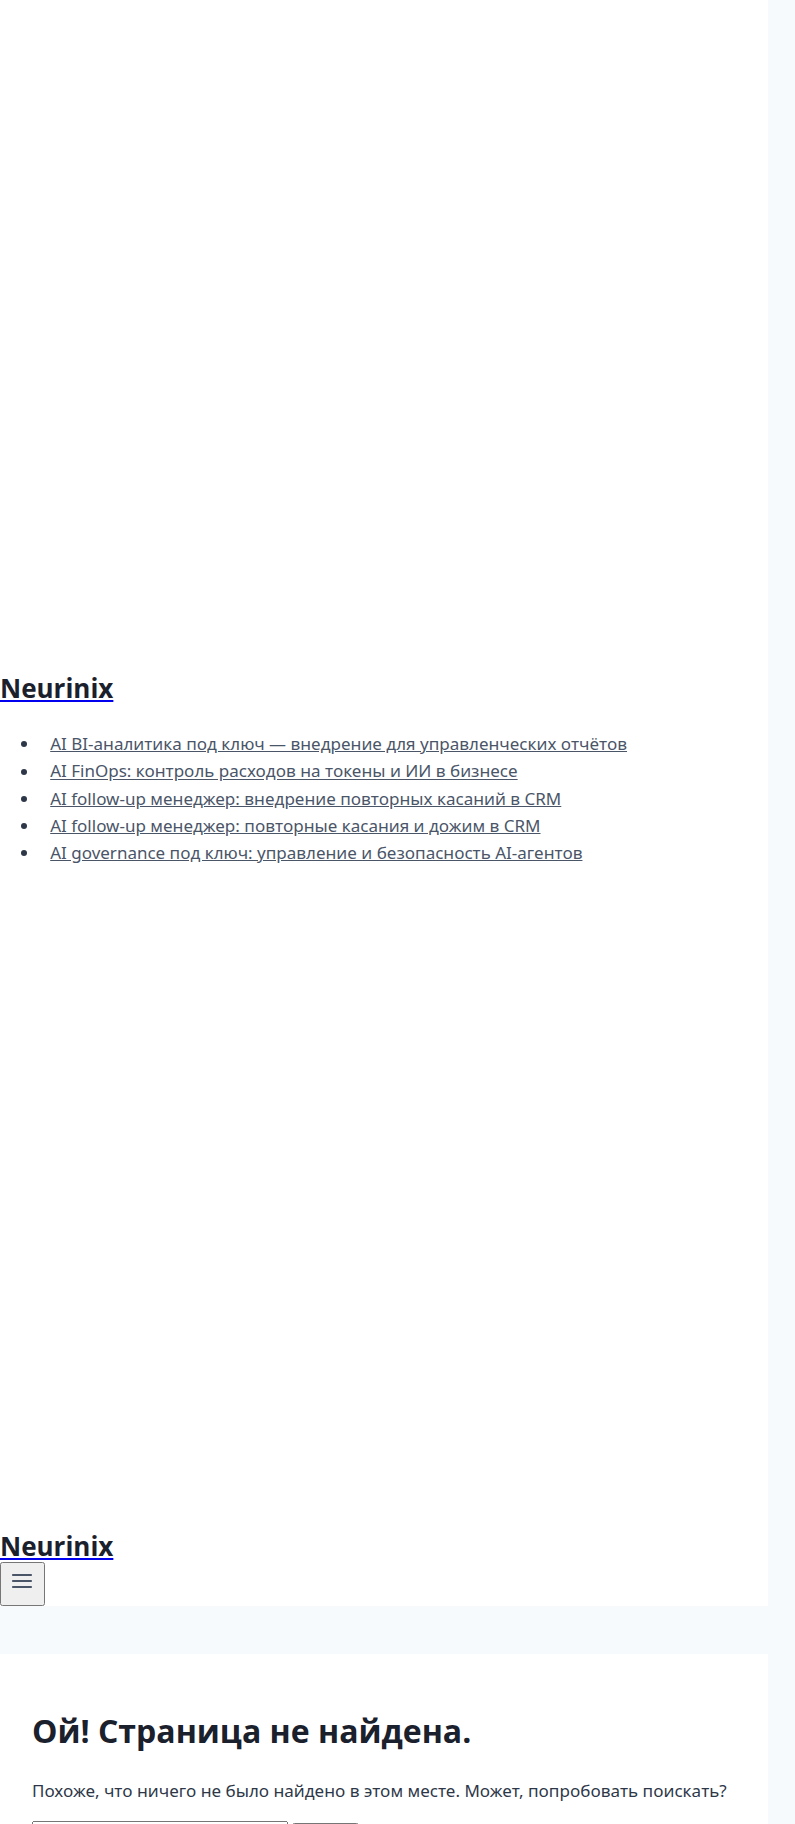 Neurinix
AI BI-аналитика под ключ — внедрение для управленческих отчётов
AI FinOps: контроль расходов на токены и ИИ в бизнесе
AI follow-up менеджер: внедрение повторных касаний в CRM
AI follow-up менеджер: повторные касания и дожим в CRM
AI governance под ключ: управление и безопасность AI-агентов
Neurinix
Ой! Страница не найдена.
Похоже, что ничего не было найдено в этом месте. Может, попробовать поискать?